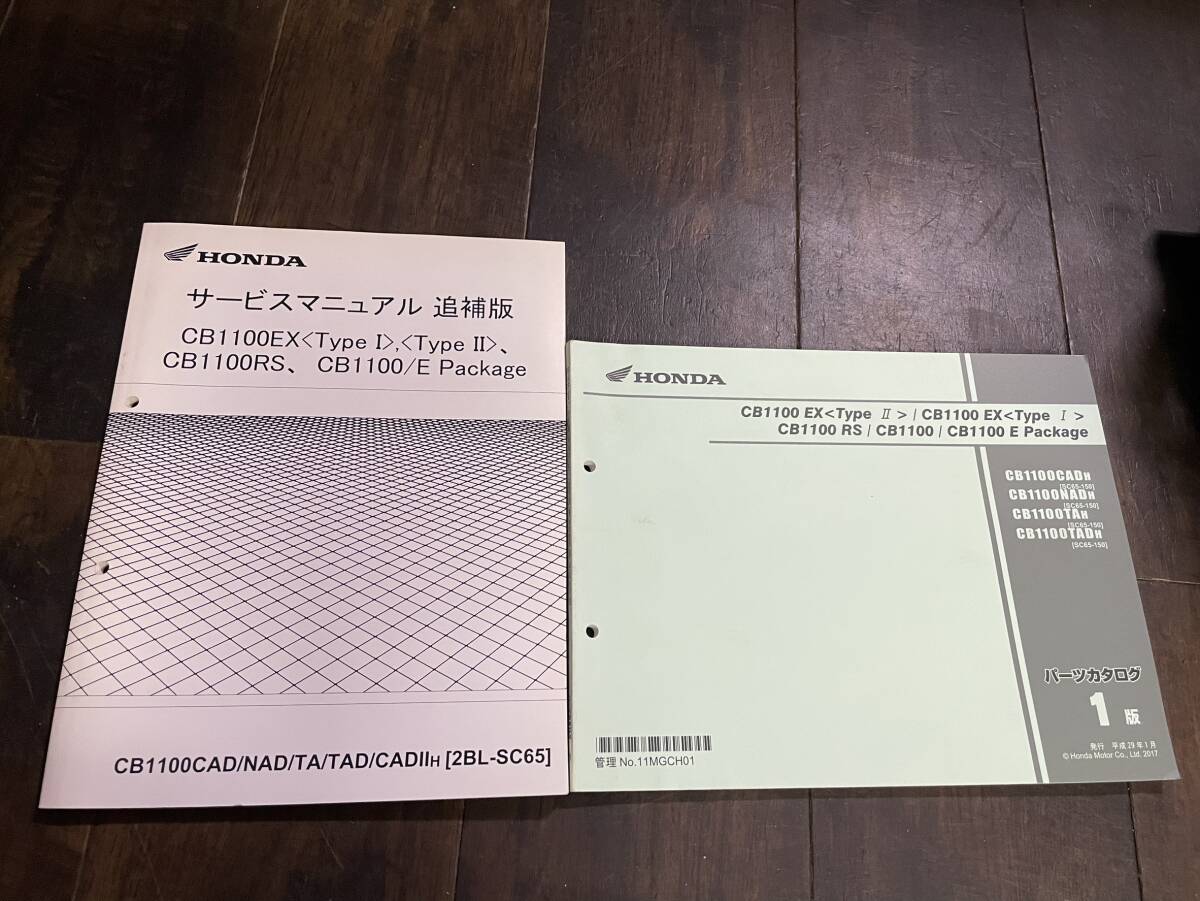 HONDA
サービスマニュアル 追補版
CB1100EX<Type I>,<Type II>、
CB1100RS、 CB1100/E Package
CB1100CAD/NAD/TA/TAD/CADIIH [2BL-SC65]
HONDA
CB1100 EX<Type Ⅱ>/CB1100 EX<Type Ⅰ>
CB1100 RS/CB1100/CB1100 E Package
CB1100CADH
[SC65-150]
CB1100NADH
[SC65-150]
CB1100TAH
[SC65-150]
CB1100TADH
[SC65-150]
パーツカタログ
1版
発行 平成29年1月
© Honda Motor Co., Ltd. 2017
管理 No.11MGCH01